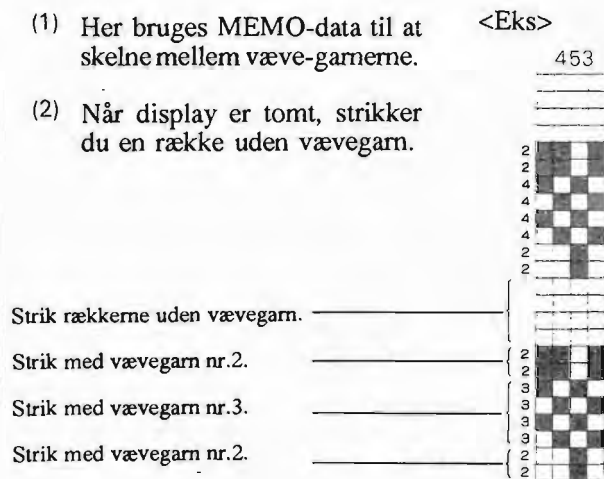 (1) Her bruges MEMO-data til at
skelne mellem væve-garnerne.
(2) Når display er tomt, strikker
du en række uden vævegarn.
<Eks>
453
2
2
4
4
4
4
2
2
Strik rækkerne uden vævegarn.
Strik med vævegarn nr.2.
2
2
Strik med vævegarn nr.3.
3
3
3
3
Strik med vævegarn nr.2.
2
2